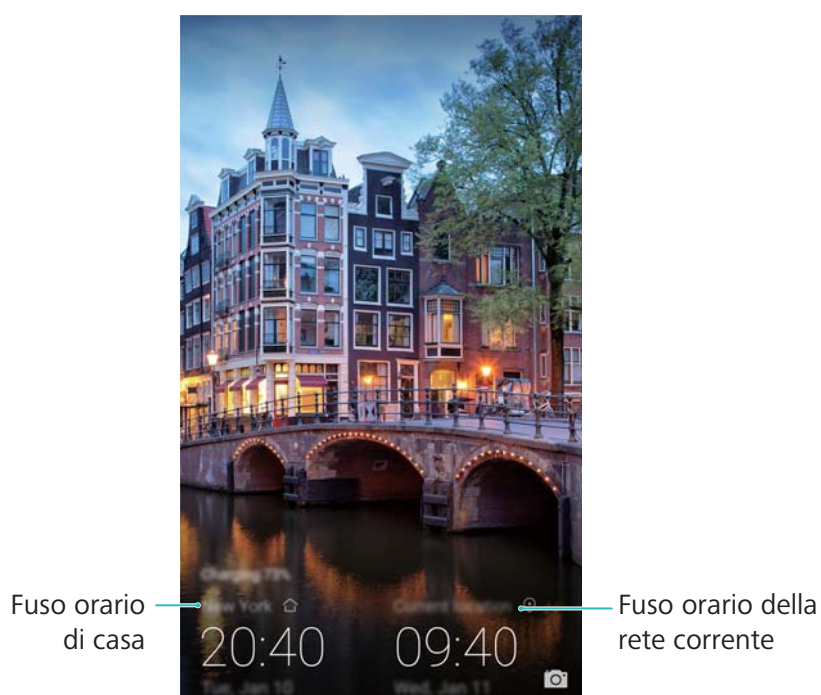 Charging 73%
Fuso orario
di casa
New York
Current location
Fuso orario della
rete corrente
20:40
09:40
Tue, Jan 10
Wed, Jan 11